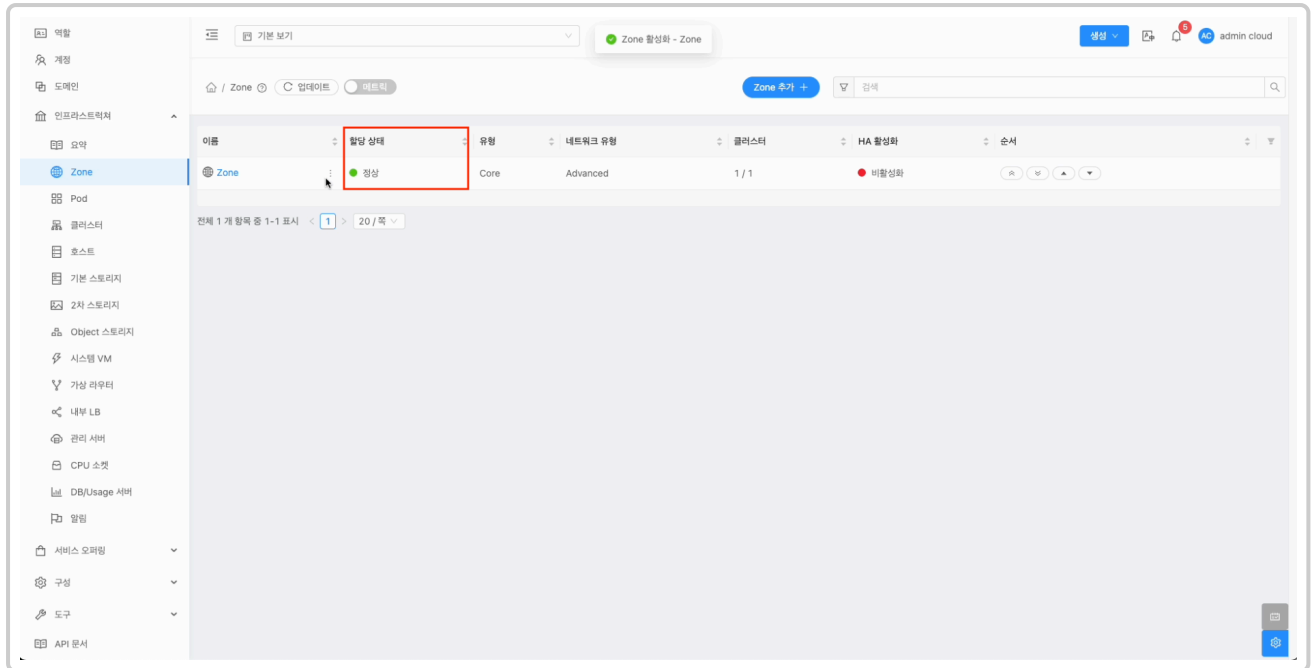 역할
계정
도메인
인프라스트럭쳐
요약
Zone
Pod
클러스터
호스트
기본 스토리지
2차 스토리지
Object 스토리지
시스템 VM
가상 라우터
내부 LB
관리 서버
CPU 소켓
DB/Usage 서버
알림
서비스 오퍼링
구성
도구
API 문서
기본 보기
Zone 활성화 - Zone
생성
5
AC admin cloud
/ Zone 업데이트 메트릭
Zone 추가 +
검색
이름 할당 상태 유형 네트워크 유형 클러스터 HA 활성화 순서
Zone 정상 Core Advanced 1 / 1 비활성화
전체 1 개 항목 중 1-1 표시 < 1 > 20 / 쪽